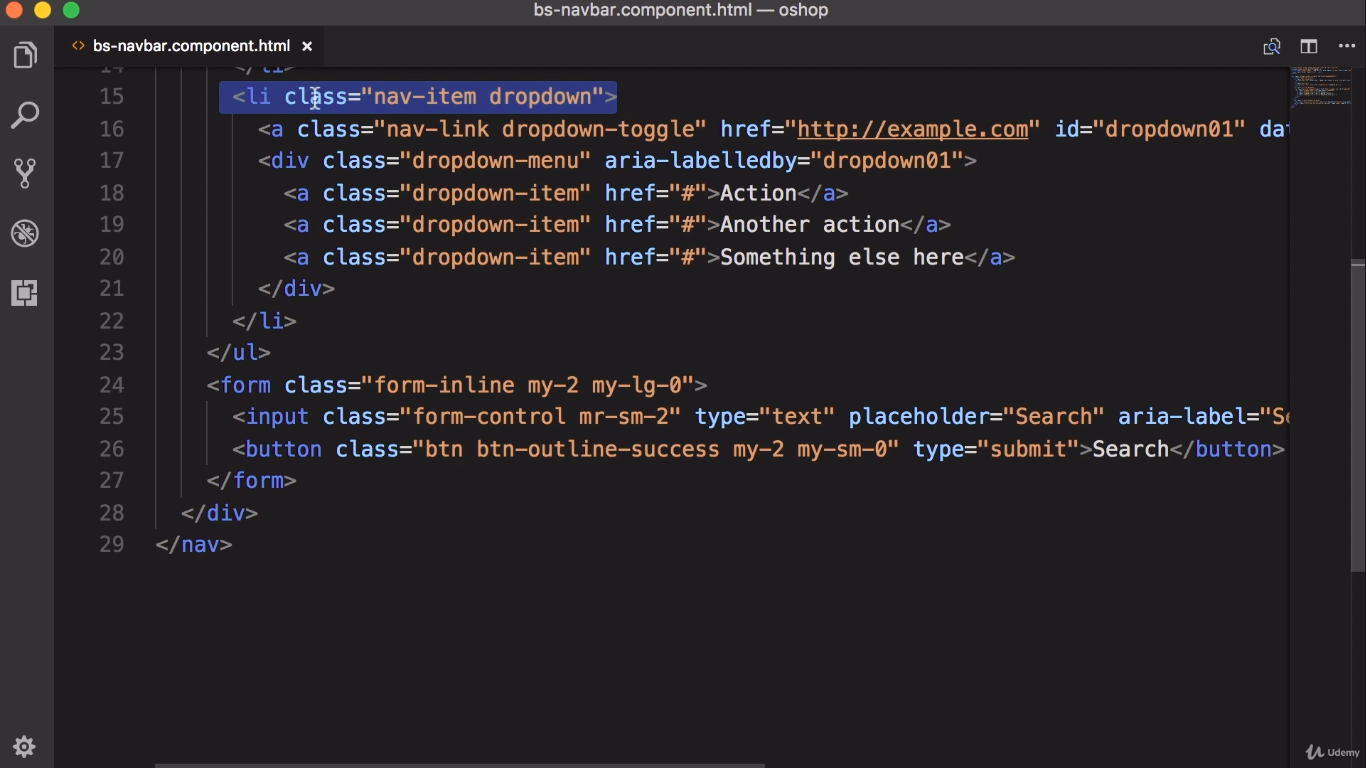 bs-navbar.component.html — oshop
<> bs-navbar.component.html ×
14 </li>
15 <li class="nav-item dropdown">
16 <a class="nav-link dropdown-toggle" href="http://example.com" id="dropdown01" dat
17 <div class="dropdown-menu" aria-labelledby="dropdown01">
18 <a class="dropdown-item" href="#">Action</a>
19 <a class="dropdown-item" href="#">Another action</a>
20 <a class="dropdown-item" href="#">Something else here</a>
21 </div>
22 </li>
23 </ul>
24 <form class="form-inline my-2 my-lg-0">
25 <input class="form-control mr-sm-2" type="text" placeholder="Search" aria-label="Se
26 <button class="btn btn-outline-success my-2 my-sm-0" type="submit">Search</button>
27 </form>
28 </div>
29 </nav>
Udemy